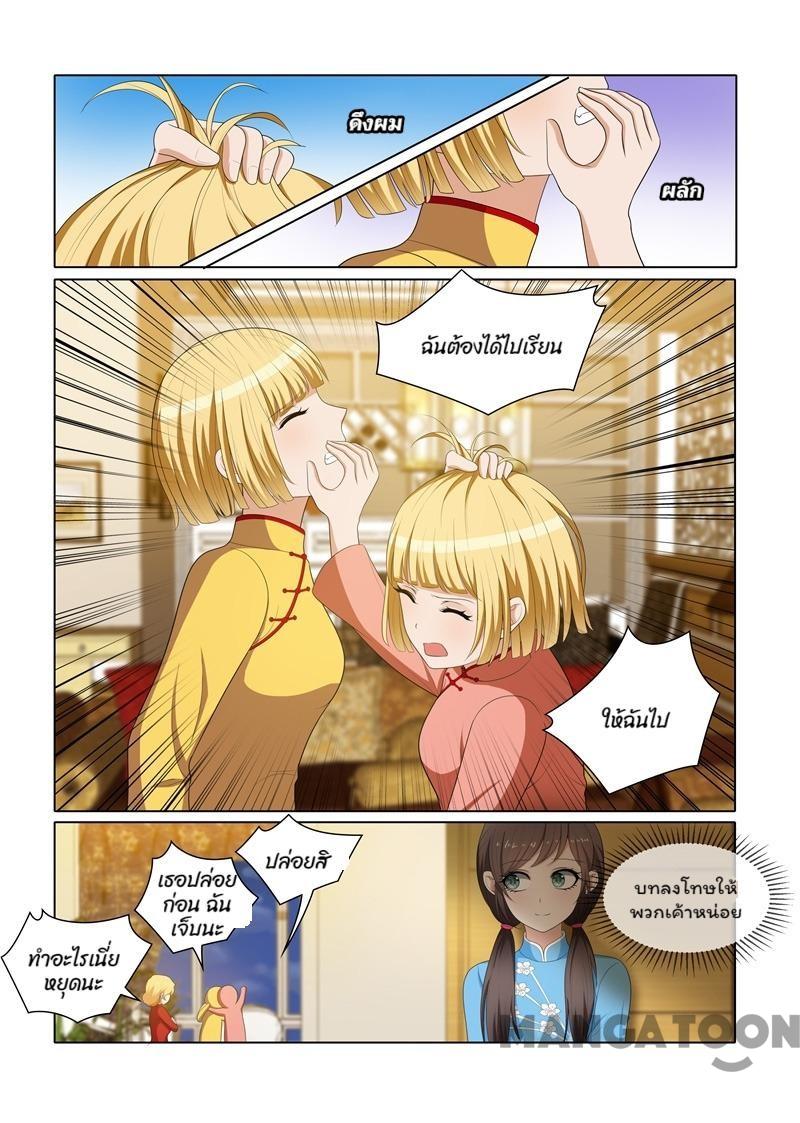 ดึงผม
ผลัก
ฉันต้องได้ไปเรียน
ให้ฉันไป
ปล่อยสิ
เธอปล่อย
ก่อน ฉัน
เจ็บนะ
ทำอะไรเนี่ย
หยุดนะ
บทลงโทษให้
พวกเค้าหน่อย
MANGATOON